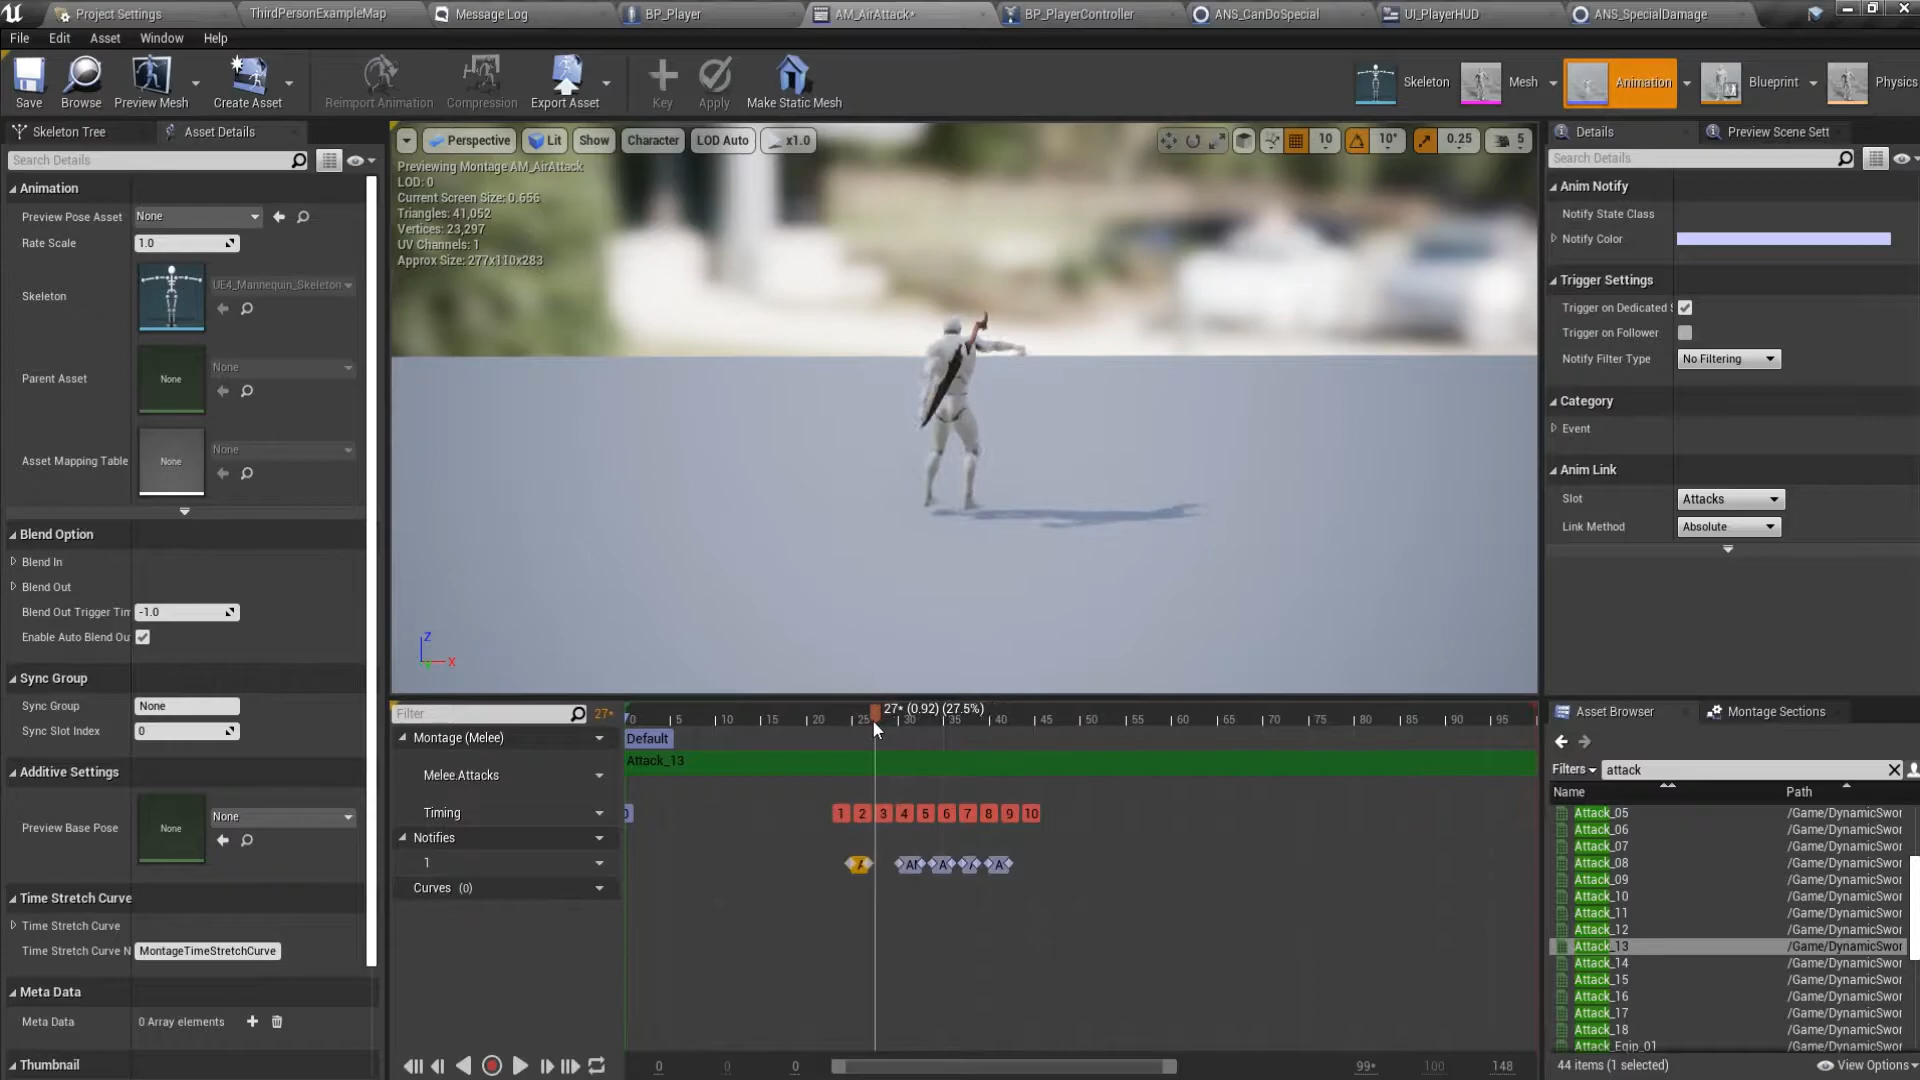 Project Settings
ThirdPersonExampleMap
Message Log
BP_Player
AM_AirAttack*
BP_PlayerController
ANS_CanDoSpecial
UI_PlayerHUD
ANS_SpecialDamage
File Edit Asset Window Help
Save
Browse
Preview Mesh
Create Asset
Reimport Animation
Compression
Export Asset
Key
Apply
Make Static Mesh
Skeleton
Mesh
Animation
Blueprint
Physics
Skeleton Tree
Asset Details
Search Details
Animation
Preview Pose Asset None
Rate Scale 1.0
Skeleton
UE4_Mannequin_Skeleton
Parent Asset None None
Asset Mapping Table None None
Blend Option
Blend In
Blend Out
Blend Out Trigger Tim -1.0
Enable Auto Blend Ou
Sync Group
Sync Group None
Sync Slot Index 0
Additive Settings
Preview Base Pose None None
Time Stretch Curve
Time Stretch Curve
Time Stretch Curve N MontageTimeStretchCurve
Meta Data
Meta Data 0 Array elements
Thumbnail
Perspective Lit Show Character LOD Auto x1.0
10 10° 0.25 5
Previewing Montage AM_AirAttack
LOD: 0
Current Screen Size: 0.656
Triangles: 41,052
Vertices: 23,297
UV Channels: 1
Approx Size: 277x110x283
Z
X
Filter 27*
27* (0.92) (27.5%)
0 5 10 15 20 25 30 35 40 45 50 55 60 65 70 75 80 85 90 95
Montage (Melee)
Default
Attack_13
Melee.Attacks
Timing
1 2 3 4 5 6 7 8 9 10
Notifies
1
A A A
Curves (0)
0 0 0 99* 100 148
Details
Preview Scene Sett
Search Details
Anim Notify
Notify State Class
Notify Color
Trigger Settings
Trigger on Dedicated S
Trigger on Follower
Notify Filter Type No Filtering
Category
Event
Anim Link
Slot Attacks
Link Method Absolute
Asset Browser
Montage Sections
Filters attack
Name Path
Attack_05 /Game/DynamicSwor
Attack_06 /Game/DynamicSwor
Attack_07 /Game/DynamicSwor
Attack_08 /Game/DynamicSwor
Attack_09 /Game/DynamicSwor
Attack_10 /Game/DynamicSwor
Attack_11 /Game/DynamicSwor
Attack_12 /Game/DynamicSwor
Attack_13 /Game/DynamicSwor
Attack_14 /Game/DynamicSwor
Attack_15 /Game/DynamicSwor
Attack_16 /Game/DynamicSwor
Attack_17 /Game/DynamicSwor
Attack_18 /Game/DynamicSwor
Attack_Eqip_01 /Game/DynamicSwor
44 items (1 selected)
View Options